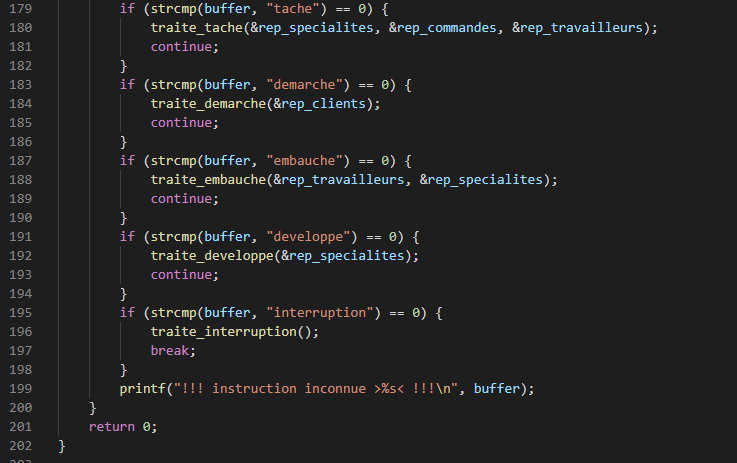 179 if (strcmp(buffer, "tache") == 0) {
180 traite_tache(&rep_specialites, &rep_commandes, &rep_travailleurs);
181 continue;
182 }
183 if (strcmp(buffer, "demarche") == 0) {
184 traite_demarche(&rep_clients);
185 continue;
186 }
187 if (strcmp(buffer, "embauche") == 0) {
188 traite_embauche(&rep_travailleurs, &rep_specialites);
189 continue;
190 }
191 if (strcmp(buffer, "developpe") == 0) {
192 traite_developpe(&rep_specialites);
193 continue;
194 }
195 if (strcmp(buffer, "interruption") == 0) {
196 traite_interruption();
197 break;
198 }
199 printf("!!! instruction inconnue >%s< !!!\n", buffer);
200 }
201 return 0;
202 }